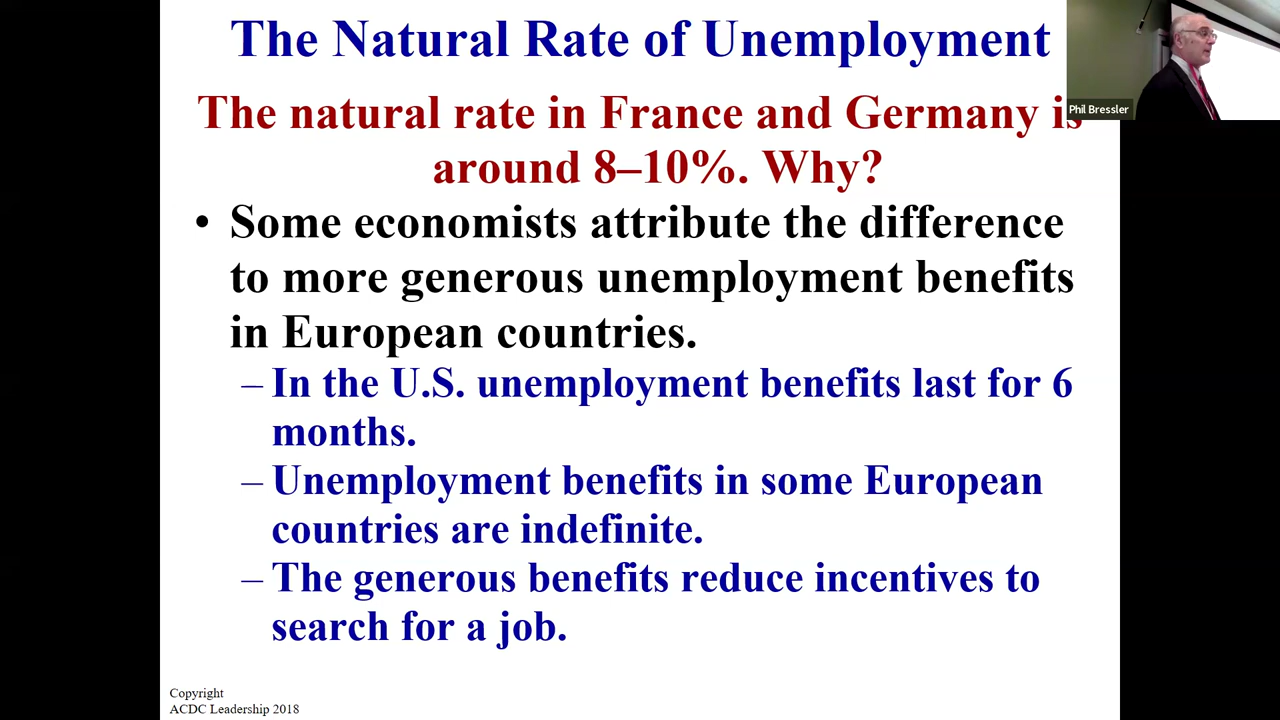 The Natural Rate of Unemployment
The natural rate in France and Germany is
around 8–10%. Why?
• Some economists attribute the difference
to more generous unemployment benefits
in European countries.
– In the U.S. unemployment benefits last for 6
months.
– Unemployment benefits in some European
countries are indefinite.
– The generous benefits reduce incentives to
search for a job.
Copyright
ACDC Leadership 2018
Phil Bressler